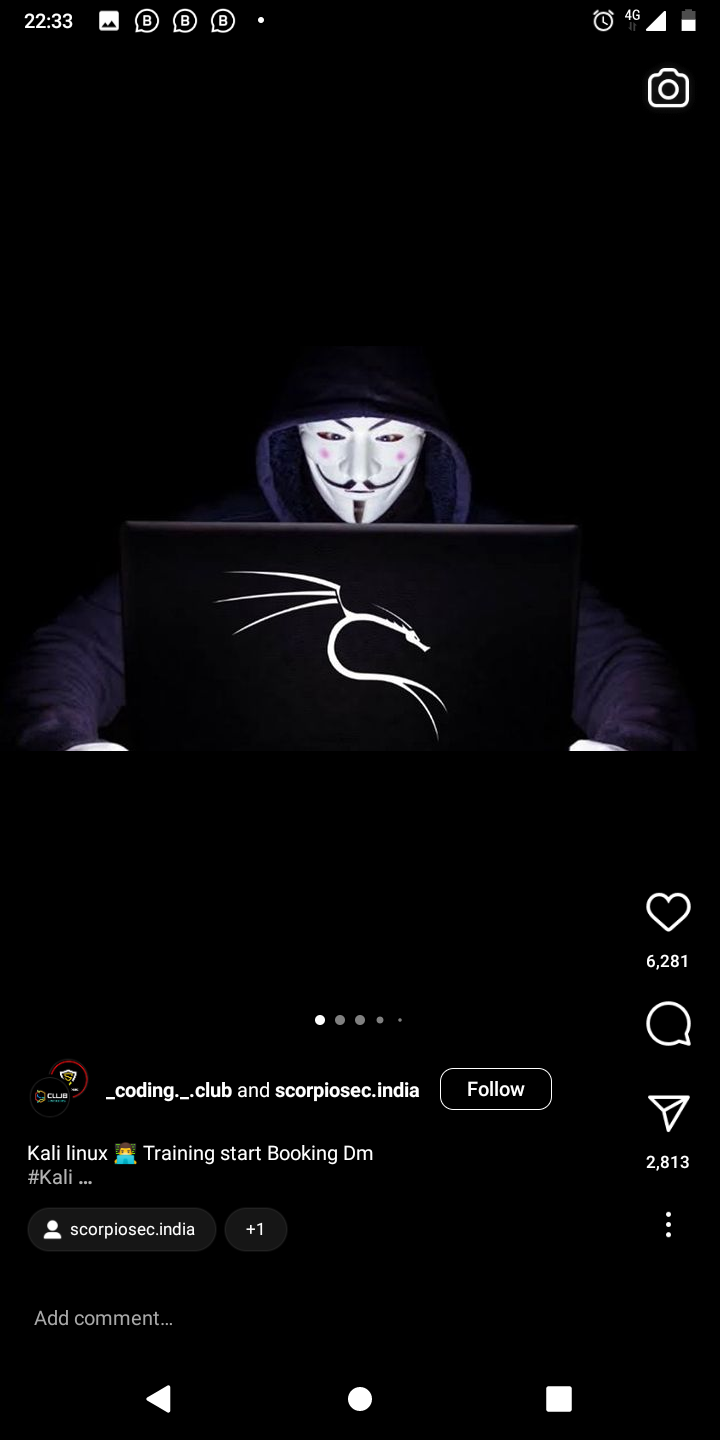 22:33
4G
6,281
_coding._.club and scorpiosec.india
Follow
Kali linux 👨‍💻 Training start Booking Dm
#Kali ...
2,813
scorpiosec.india
+1
Add comment...